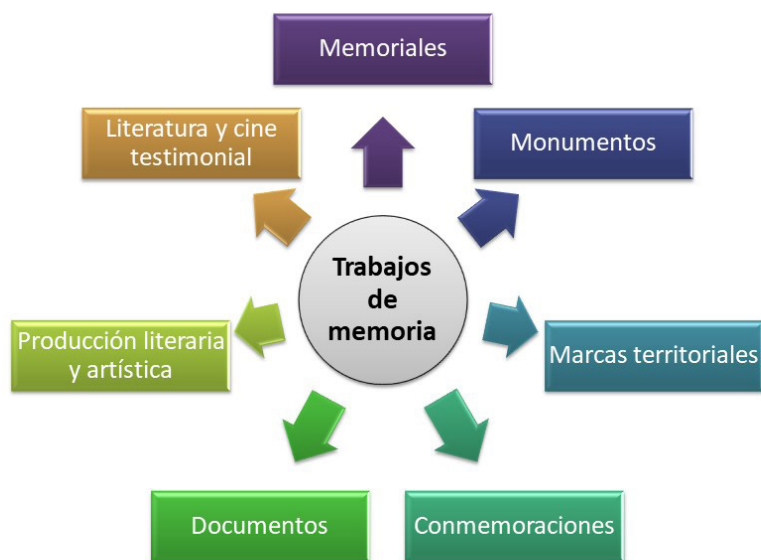 Memoriales
Literatura y cine
testimonial
Monumentos
Trabajos
de
memoria
Producción literaria
y artística
Marcas territoriales
Documentos
Conmemoraciones